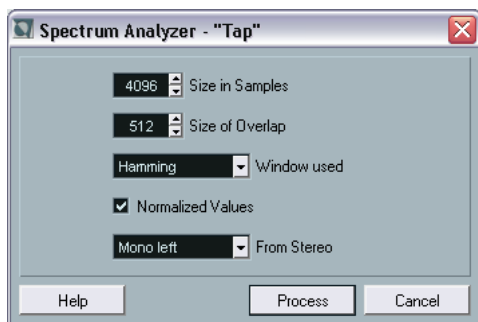 Spectrum Analyzer - "Tap"
4096 Size in Samples
512 Size of Overlap
Hamming Window used
Normalized Values
Mono left From Stereo
Help Process Cancel